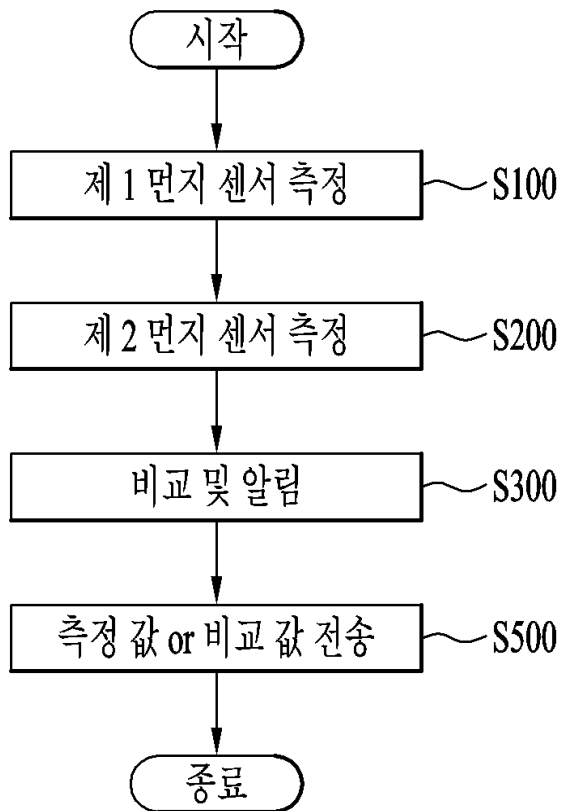 시작
제 1 먼지 센서 측정
S100
제 2 먼지 센서 측정
S200
비교 및 알림
S300
측정 값 or 비교 값 전송
S500
종료